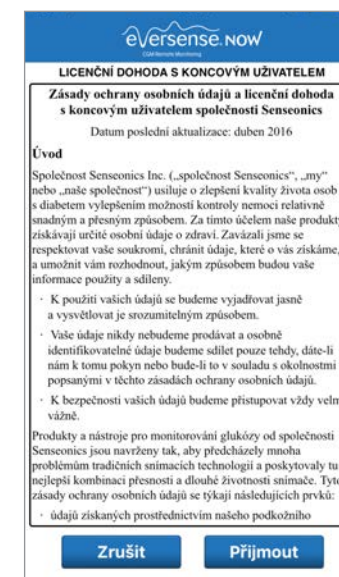 eversense. NOW
CGM Remote Monitoring
LICENČNÍ DOHODA S KONCOVÝM UŽIVATELEM
Zásady ochrany osobních údajů a licenční dohoda
s koncovým uživatelem společnosti Senseonics
Datum poslední aktualizace: duben 2016
Úvod
Společnost Senseonics Inc. („společnost Senseonics“, „my“
nebo „naše společnost“) usiluje o zlepšení kvality života osob
s diabetem vylepšením možností kontroly nemoci relativně
snadným a přesným způsobem. Za tímto účelem naše produkty
získávají určité osobní údaje o zdraví. Zavázali jsme se
respektovat vaše soukromí, chránit údaje, které o vás získáme,
a umožnit vám rozhodnout, jakým způsobem budou vaše
informace použity a sdíleny.
· K použití vašich údajů se budeme vyjadřovat jasně
a vysvětlovat je srozumitelným způsobem.
· Vaše údaje nikdy nebudeme prodávat a osobně
identifikovatelné údaje budeme sdílet pouze tehdy, dáte-li
nám k tomu pokyn nebo bude-li to v souladu s okolnostmi
popsanými v těchto zásadách ochrany osobních údajů.
· K bezpečnosti vašich údajů budeme přistupovat vždy velm
vážně.
Produkty a nástroje pro monitorování glukózy od společnosti
Senseonics jsou navrženy tak, aby předcházely mnoha
problémům tradičních snímacích technologií a poskytovaly tu
nejlepší kombinaci přesnosti a dlouhé životnosti snímače. Tyto
zásady ochrany osobních údajů se týkají následujících prvků:
· údajů získaných prostřednictvím našeho podkožního
Zrušit Přijmout